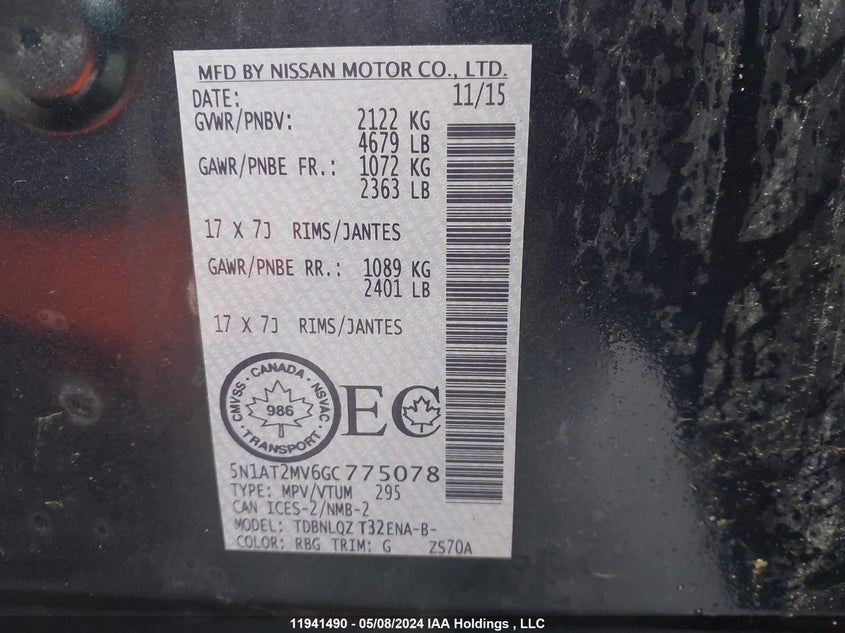 MFD BY NISSAN MOTOR CO., LTD.
DATE: 11/15
GVWR/PNBV: 2122 KG
4679 LB
GAWR/PNBE FR.: 1072 KG
2363 LB
17 X 7J RIMS/JANTES
GAWR/PNBE RR.: 1089 KG
2401 LB
17 X 7J RIMS/JANTES
CMVSS · CANADA · NSVAC
986
· TRANSPORT ·
EC
5N1AT2MV6GC775078
TYPE: MPV/VTUM 295
CAN ICES-2/NMB-2
MODEL: TDBNLQZ T32ENA-B-
COLOR: RBG TRIM: G ZS70A
11941490 - 05/08/2024 IAA Holdings , LLC